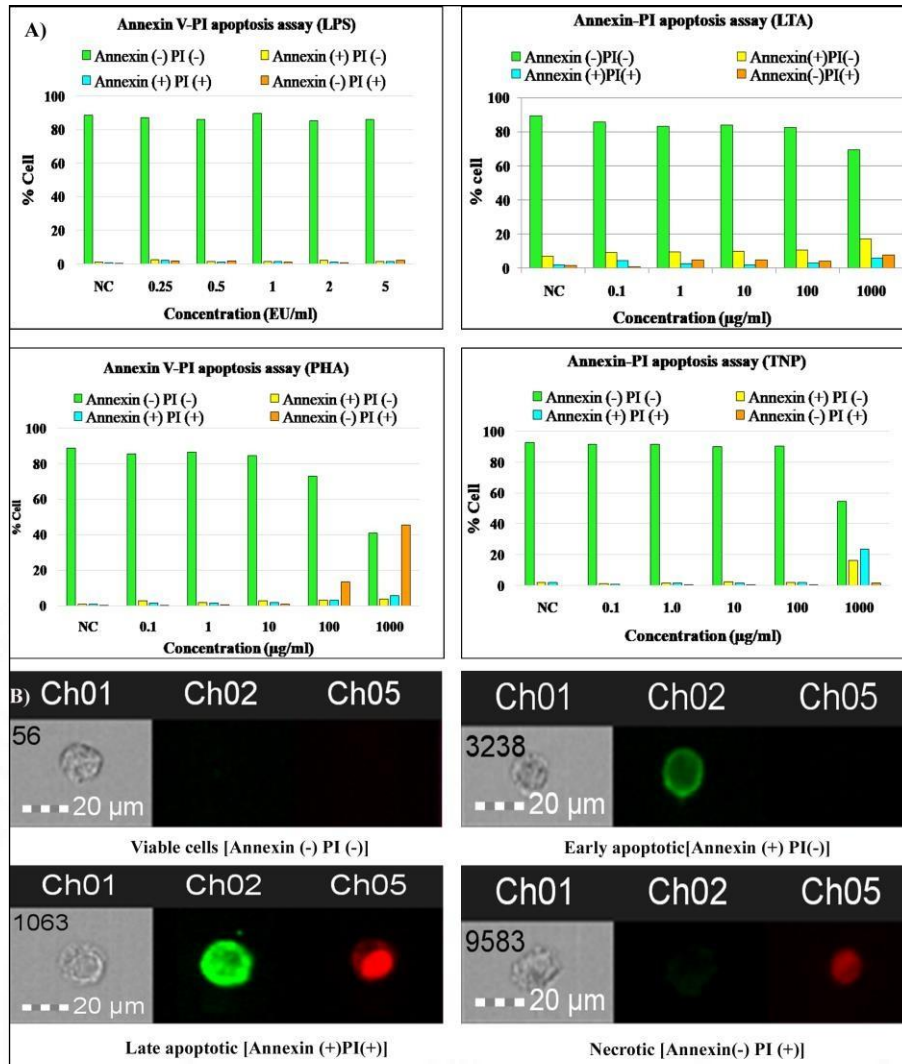 A)
Annexin V-PI apoptosis assay (LPS)
Annexin (-) PI (-) Annexin (+) PI (-)
Annexin (+) PI (+) Annexin (-) PI (+)
100
80
60
40
20
0
% Cell
NC 0.25 0.5 1 2 5
Concentration (EU/ml)
Annexin-PI apoptosis assay (LTA)
Annexin (-)PI(-) Annexin(+)PI(-)
Annexin (+)PI(+) Annexin(-)PI(+)
100
80
60
40
20
0
% cell
NC 0.1 1 10 100 1000
Concentration (µg/ml)
Annexin V-PI apoptosis assay (PHA)
Annexin (-) PI (-) Annexin (+) PI (-)
Annexin (+) PI (+) Annexin (-) PI (+)
100
80
60
40
20
0
% Cell
NC 0.1 1 10 100 1000
Concentration (µg/ml)
Annexin-PI apoptosis assay (TNP)
Annexin (-) PI (-) Annexin (+) PI (-)
Annexin (+) PI (+) Annexin (-) PI (+)
100
80
60
40
20
0
% Cell
NC 0.1 1.0 10 100 1000
Concentration (µg/ml)
B)
Ch01 Ch02 Ch05
56
20 µm
Viable cells [Annexin (-) PI (-)]
Ch01 Ch02 Ch05
3238
20 µm
Early apoptotic[Annexin (+) PI(-)]
Ch01 Ch02 Ch05
1063
20 µm
Late apoptotic [Annexin (+)PI(+)]
Ch01 Ch02 Ch05
9583
20 µm
Necrotic [Annexin(-) PI (+)]